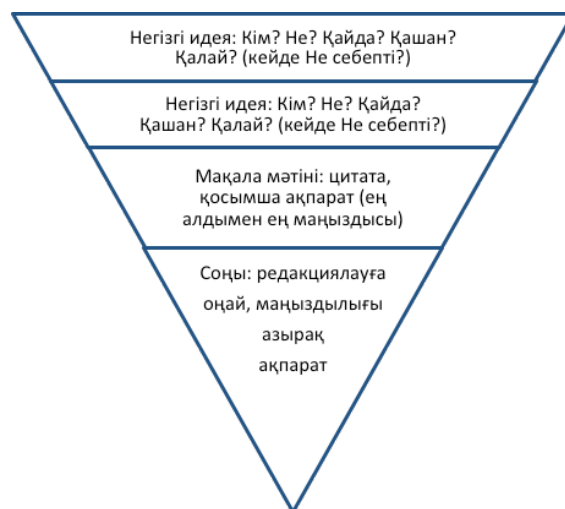 Негізгі идея: Кім? Не? Қайда? Қашан?
Қалай? (кейде Не себепті?)
Негізгі идея: Кім? Не? Қайда?
Қашан? Қалай? (кейде Не себепті?)
Мақала мәтіні: цитата,
қосымша ақпарат (ең
алдымен ең маңыздысы)
Соңы: редакциялауға
оңай, маңыздылығы
азырақ
ақпарат